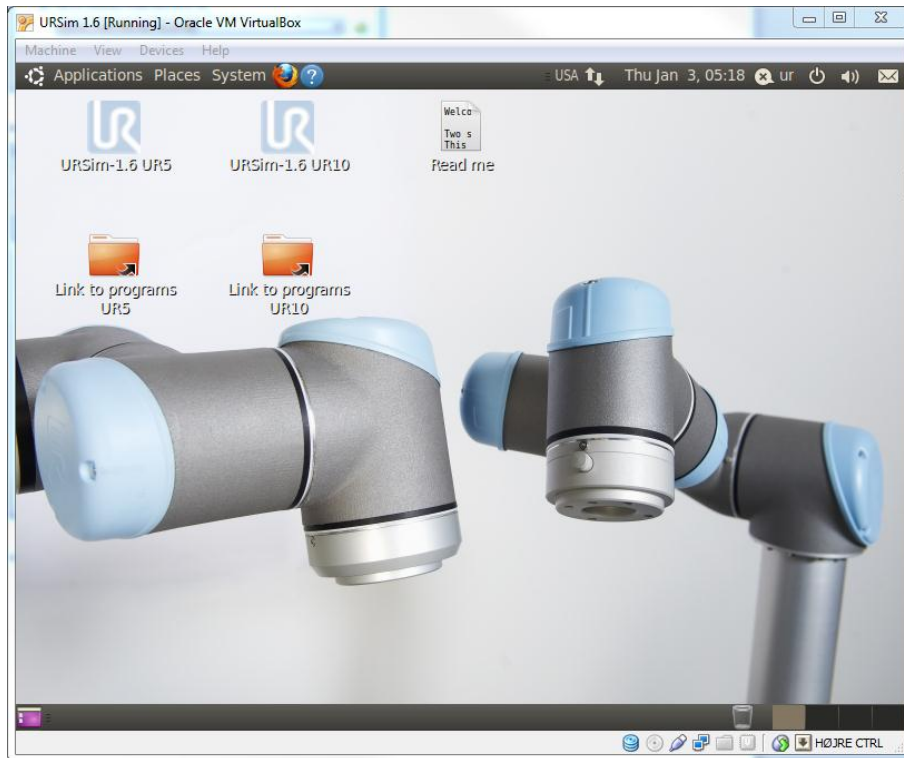 URSim 1.6 [Running] - Oracle VM VirtualBox
Machine View Devices Help
Applications Places System ? USA Thu Jan 3, 05:18 ur
UR UR Welco
Two s
This
URSim-1.6 UR5 URSim-1.6 UR10 Read me
Link to programs UR5
Link to programs UR10
HØJRE CTRL